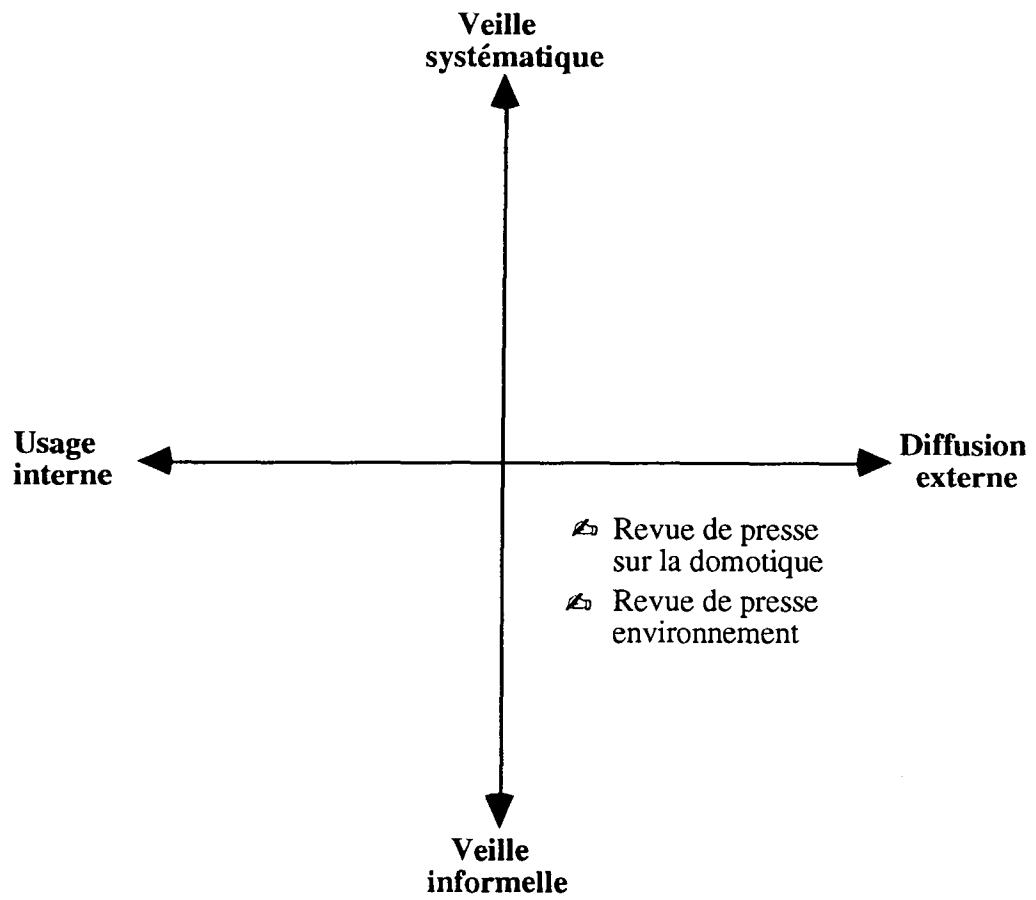 Veille
systématique
Usage
interne
Diffusion
externe
✍ Revue de presse
sur la domotique
✍ Revue de presse
environnement
Veille
informelle